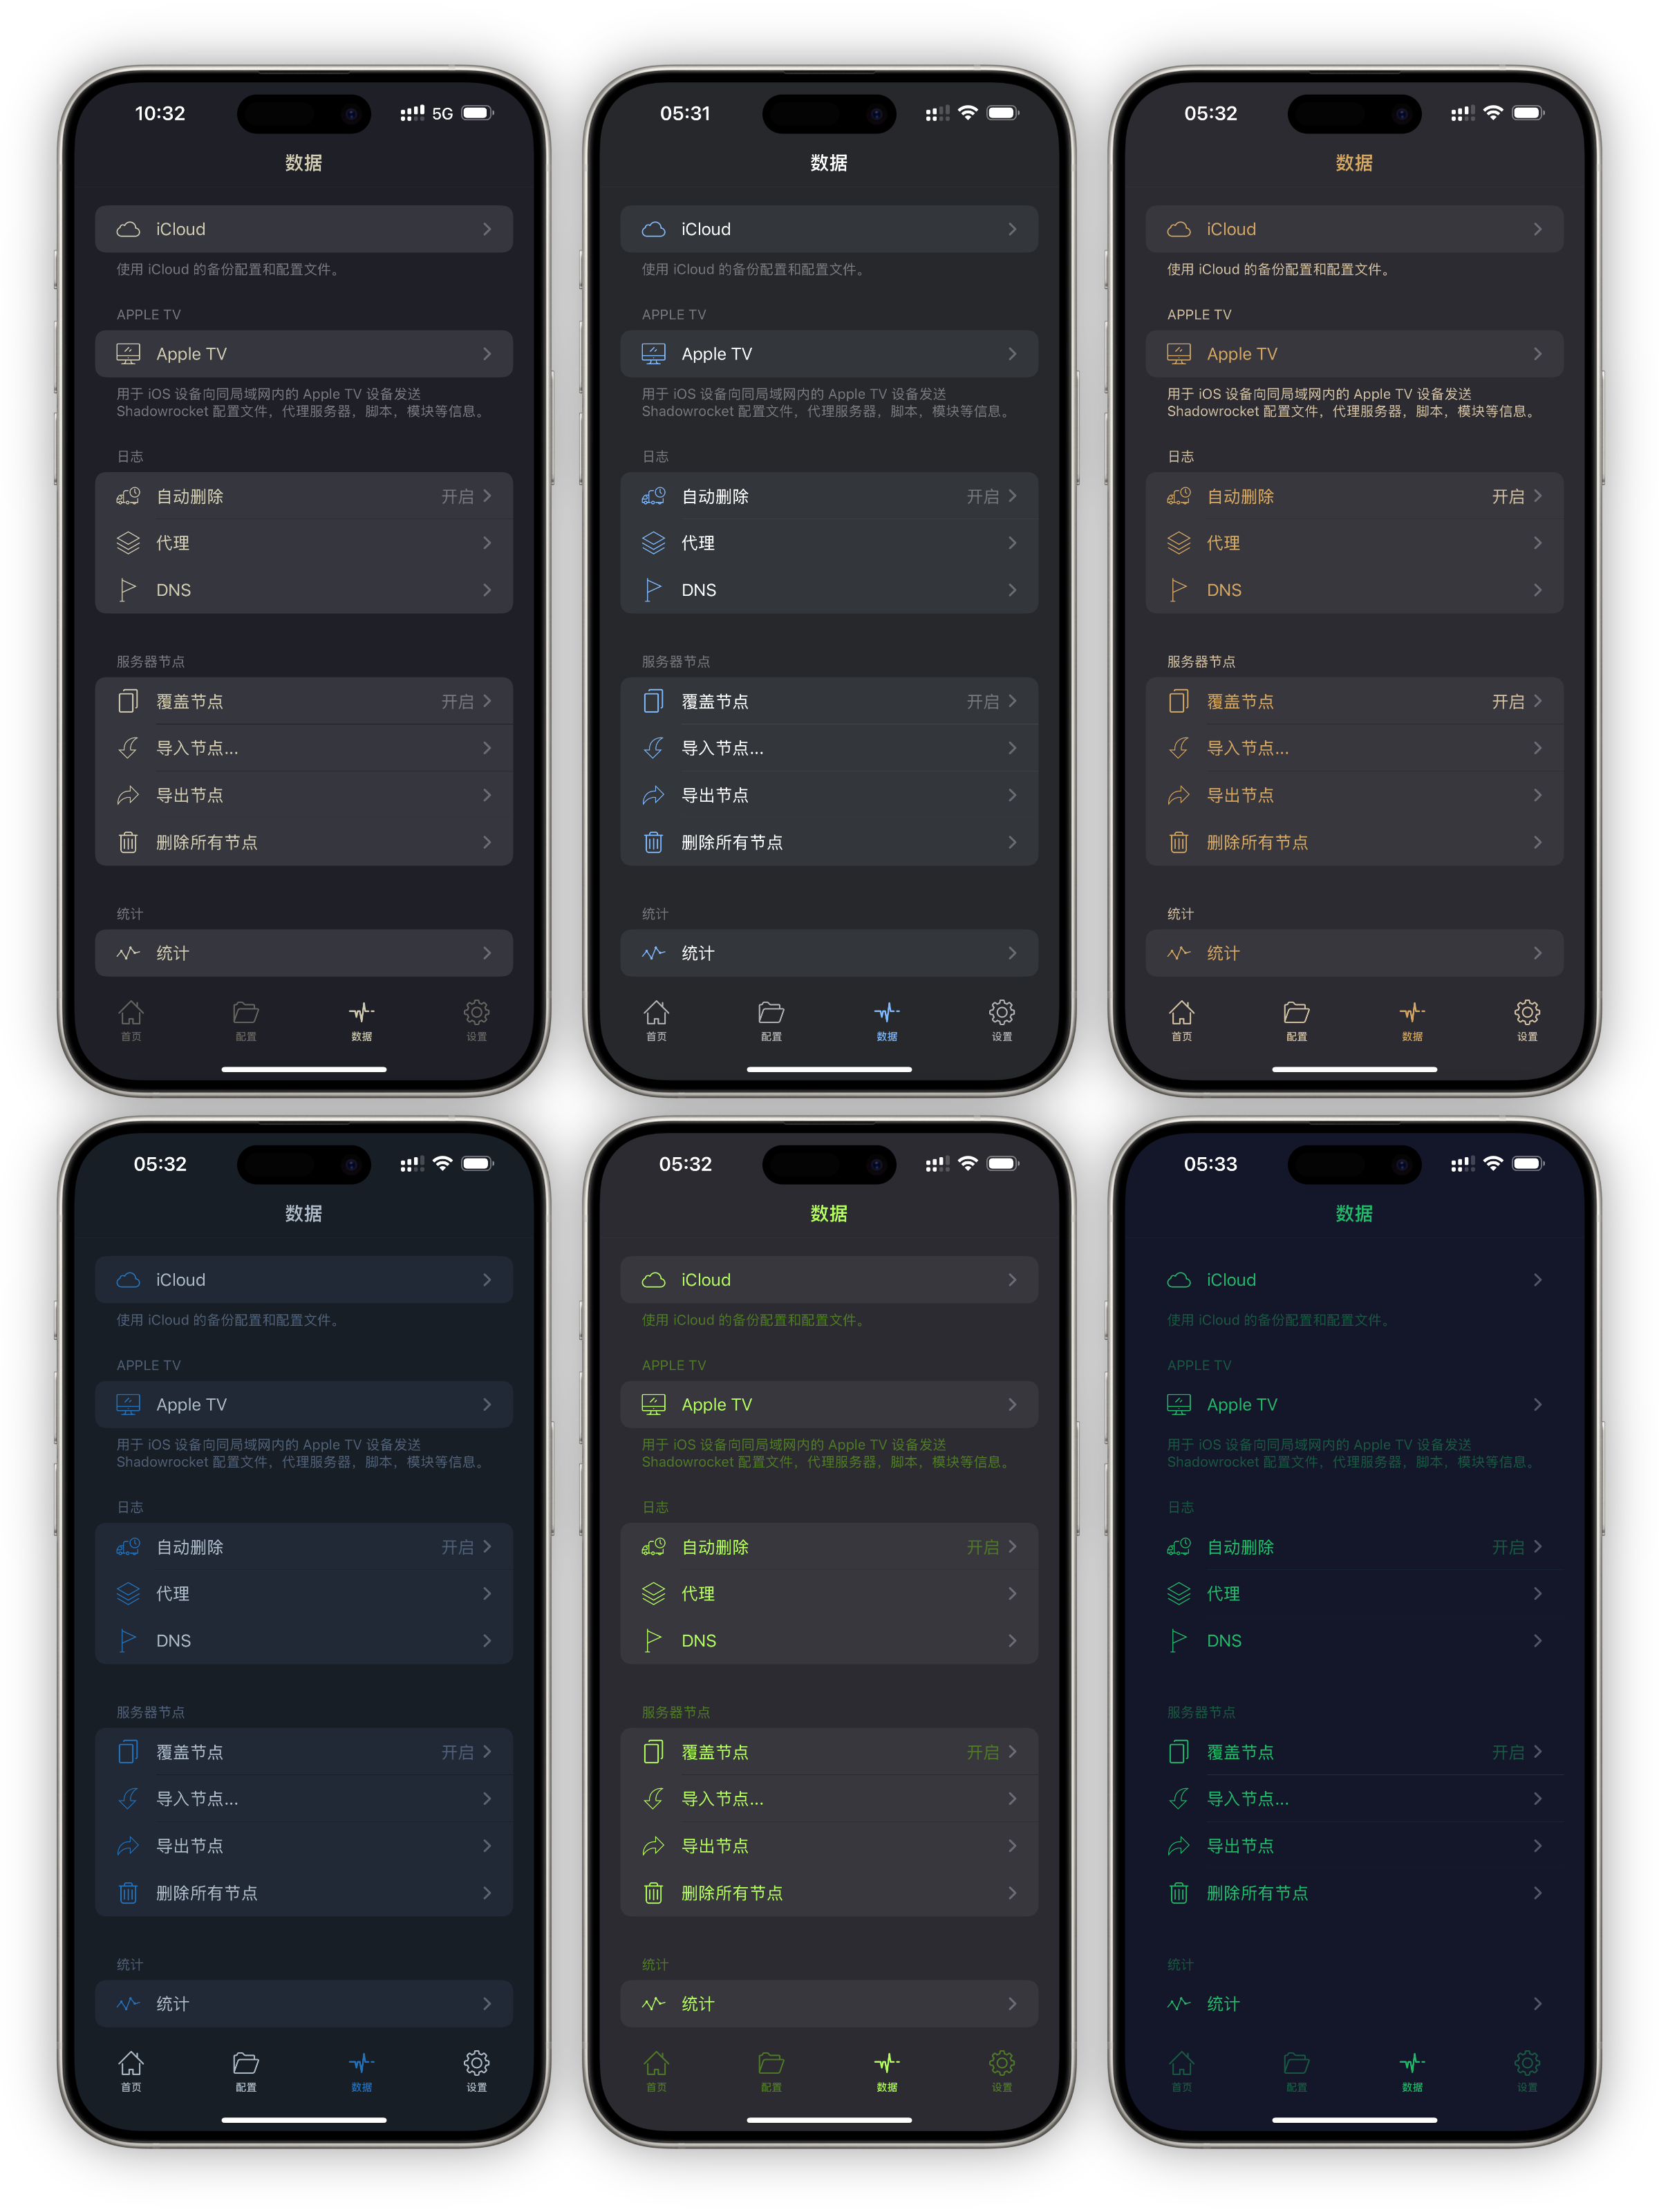 10:32
5G
数据
iCloud
使用 iCloud 的备份配置和配置文件。
APPLE TV
Apple TV
用于 iOS 设备向同局域网内的 Apple TV 设备发送
Shadowrocket 配置文件，代理服务器，脚本，模块等信息。
日志
自动删除 开启
代理
DNS
服务器节点
覆盖节点 开启
导入节点...
导出节点
删除所有节点
统计
统计
首页 配置 数据 设置
05:31
数据
iCloud
使用 iCloud 的备份配置和配置文件。
APPLE TV
Apple TV
用于 iOS 设备向同局域网内的 Apple TV 设备发送
Shadowrocket 配置文件，代理服务器，脚本，模块等信息。
日志
自动删除 开启
代理
DNS
服务器节点
覆盖节点 开启
导入节点...
导出节点
删除所有节点
统计
统计
首页 配置 数据 设置
05:32
数据
iCloud
使用 iCloud 的备份配置和配置文件。
APPLE TV
Apple TV
用于 iOS 设备向同局域网内的 Apple TV 设备发送
Shadowrocket 配置文件，代理服务器，脚本，模块等信息。
日志
自动删除 开启
代理
DNS
服务器节点
覆盖节点 开启
导入节点...
导出节点
删除所有节点
统计
统计
首页 配置 数据 设置
05:32
数据
iCloud
使用 iCloud 的备份配置和配置文件。
APPLE TV
Apple TV
用于 iOS 设备向同局域网内的 Apple TV 设备发送
Shadowrocket 配置文件，代理服务器，脚本，模块等信息。
日志
自动删除 开启
代理
DNS
服务器节点
覆盖节点 开启
导入节点...
导出节点
删除所有节点
统计
统计
首页 配置 数据 设置
05:32
数据
iCloud
使用 iCloud 的备份配置和配置文件。
APPLE TV
Apple TV
用于 iOS 设备向同局域网内的 Apple TV 设备发送
Shadowrocket 配置文件，代理服务器，脚本，模块等信息。
日志
自动删除 开启
代理
DNS
服务器节点
覆盖节点 开启
导入节点...
导出节点
删除所有节点
统计
统计
首页 配置 数据 设置
05:33
数据
iCloud
使用 iCloud 的备份配置和配置文件。
APPLE TV
Apple TV
用于 iOS 设备向同局域网内的 Apple TV 设备发送
Shadowrocket 配置文件，代理服务器，脚本，模块等信息。
日志
自动删除 开启
代理
DNS
服务器节点
覆盖节点 开启
导入节点...
导出节点
删除所有节点
统计
统计
首页 配置 数据 设置